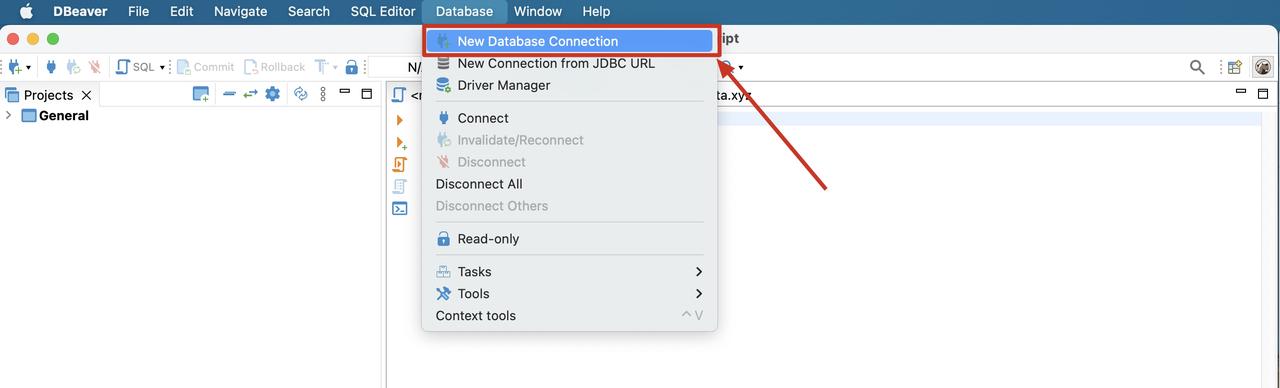 DBeaver File Edit Navigate Search SQL Editor Database Window Help
New Database Connection
New Connection from JDBC URL
Driver Manager
Connect
Invalidate/Reconnect
Disconnect
Disconnect All
Disconnect Others
Read-only
Tasks
Tools
Context tools ^ V
ipt
SQL Commit Rollback T N/
Projects
General
<
ta.xyz